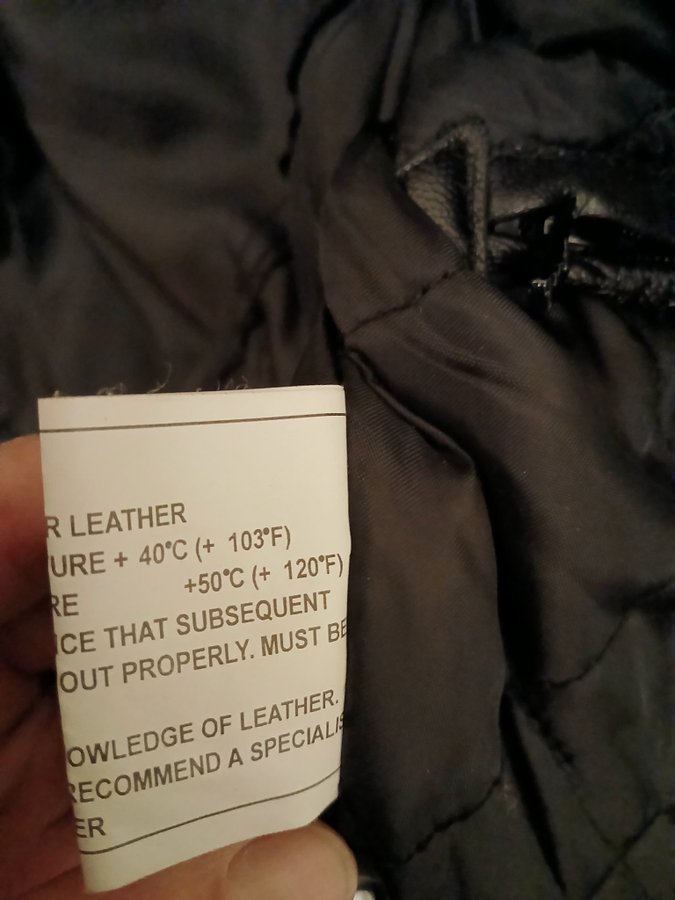 R LEATHER
URE + 40°C (+ 103°F)
RE +50°C (+ 120°F)
ICE THAT SUBSEQUENT
OUT PROPERLY. MUST BE
OWLEDGE OF LEATHER.
RECOMMEND A SPECIALIS
ER